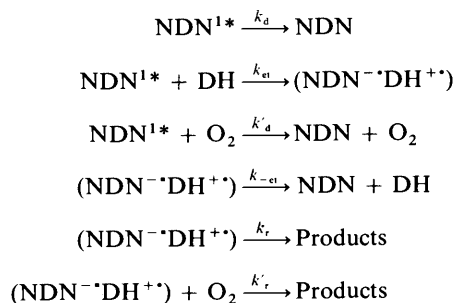 NDN¹* —k_d→ NDN
NDN¹* + DH —k_et→ (NDN⁻•DH⁺•)
NDN¹* + O₂ —k'_d→ NDN + O₂
(NDN⁻•DH⁺•) —k_-et→ NDN + DH
(NDN⁻•DH⁺•) —k_r→ Products
(NDN⁻•DH⁺•) + O₂ —k'_r→ Products